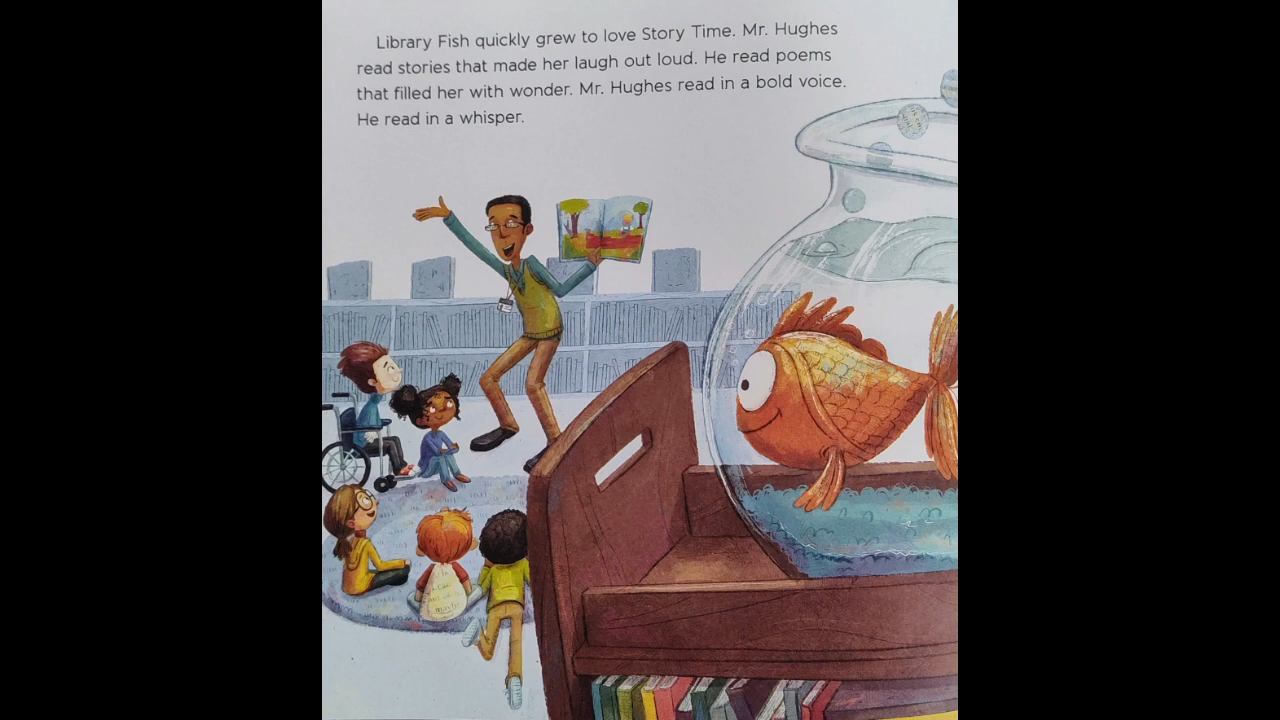 Library Fish quickly grew to love Story Time. Mr. Hughes
read stories that made her laugh out loud. He read poems
that filled her with wonder. Mr. Hughes read in a bold voice.
He read in a whisper.